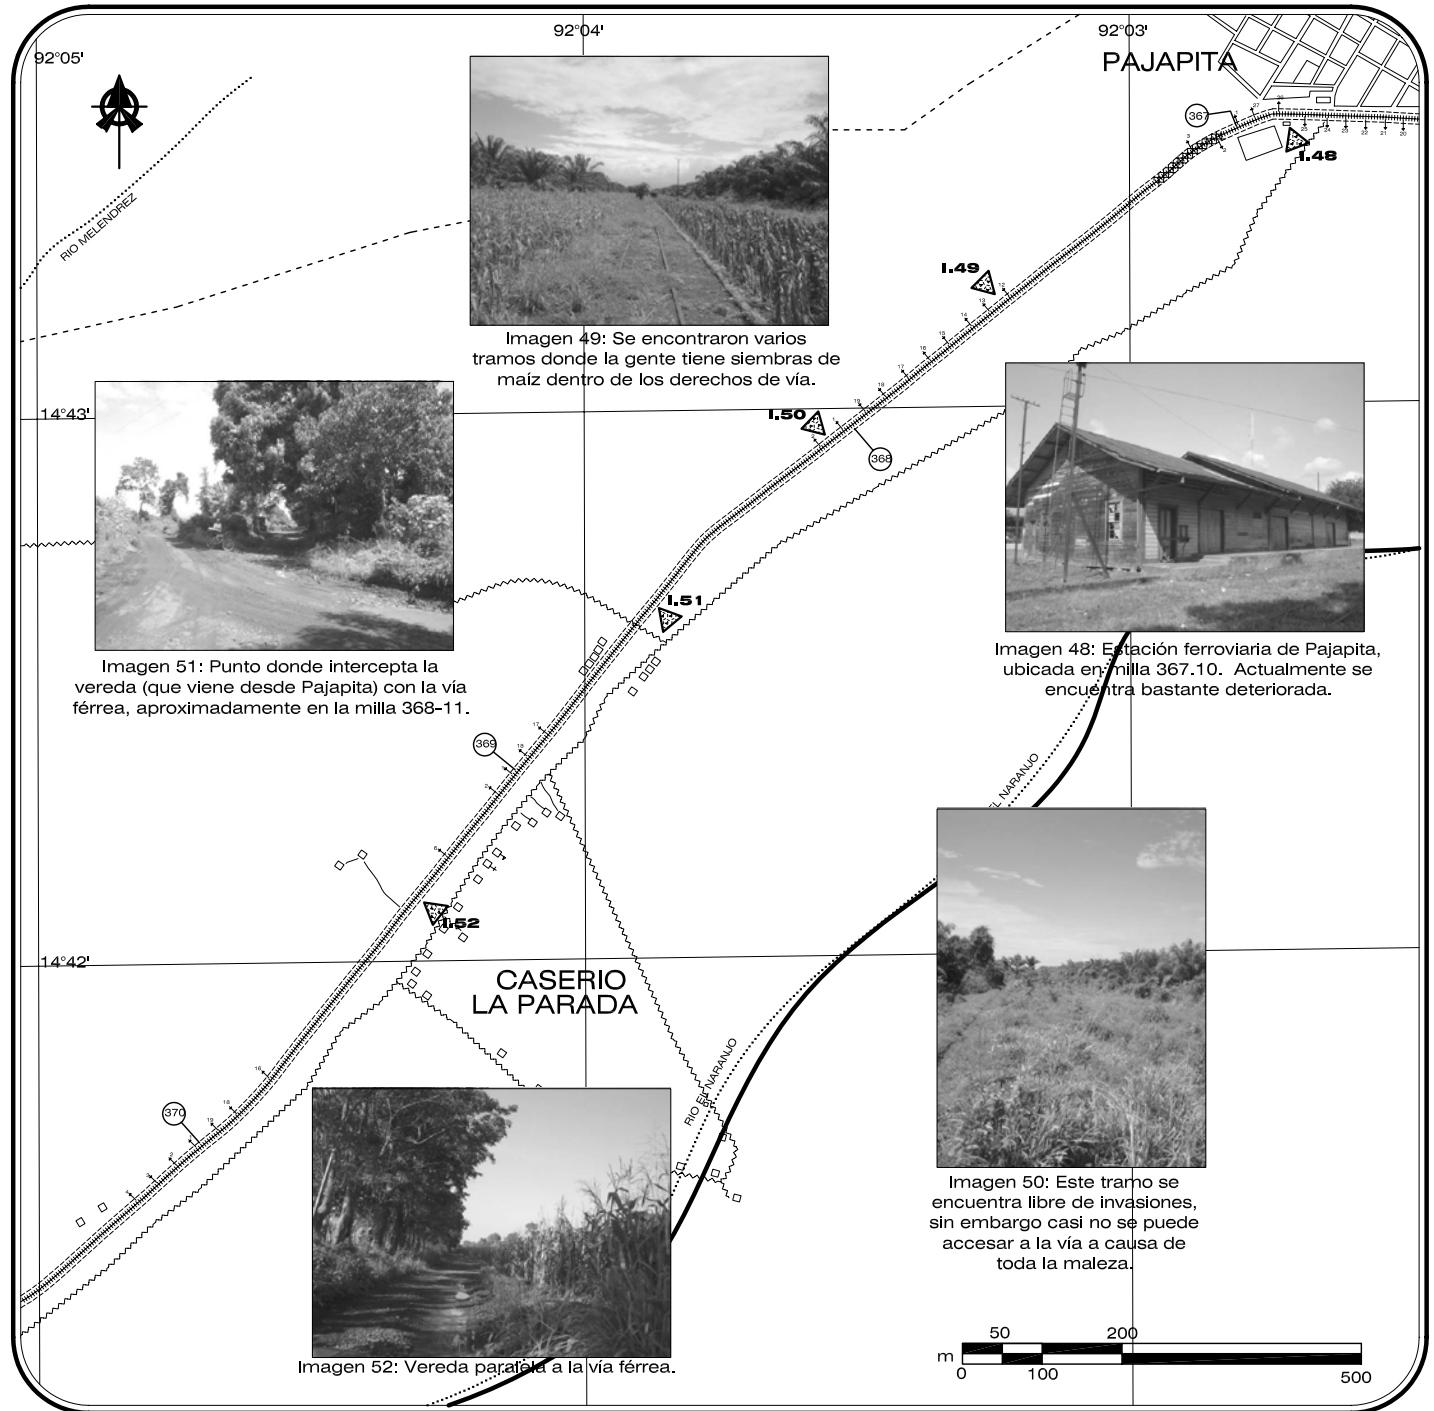 92°05'
92°04'
92°03'
PAJAPITA
RIO MELENDREZ
367
I.48
I.49
Imagen 49: Se encontraron varios
tramos donde la gente tiene siembras de
maíz dentro de los derechos de vía.
14°43'
I.50
368
I.51
Imagen 48: Estación ferroviaria de Pajapita,
ubicada en milla 367.10. Actualmente se
encuentra bastante deteriorada.
Imagen 51: Punto donde intercepta la
vereda (que viene desde Pajapita) con la vía
férrea, aproximadamente en la milla 368-11.
369
EL NARANJO
I.52
14°42'
CASERIO
LA PARADA
RIO EL NARANJO
370
Imagen 50: Este tramo se
encuentra libre de invasiones,
sin embargo casi no se puede
accesar a la vía a causa de
toda la maleza.
Imagen 52: Vereda paralela a la vía férrea.
50 200
m
0 100 500